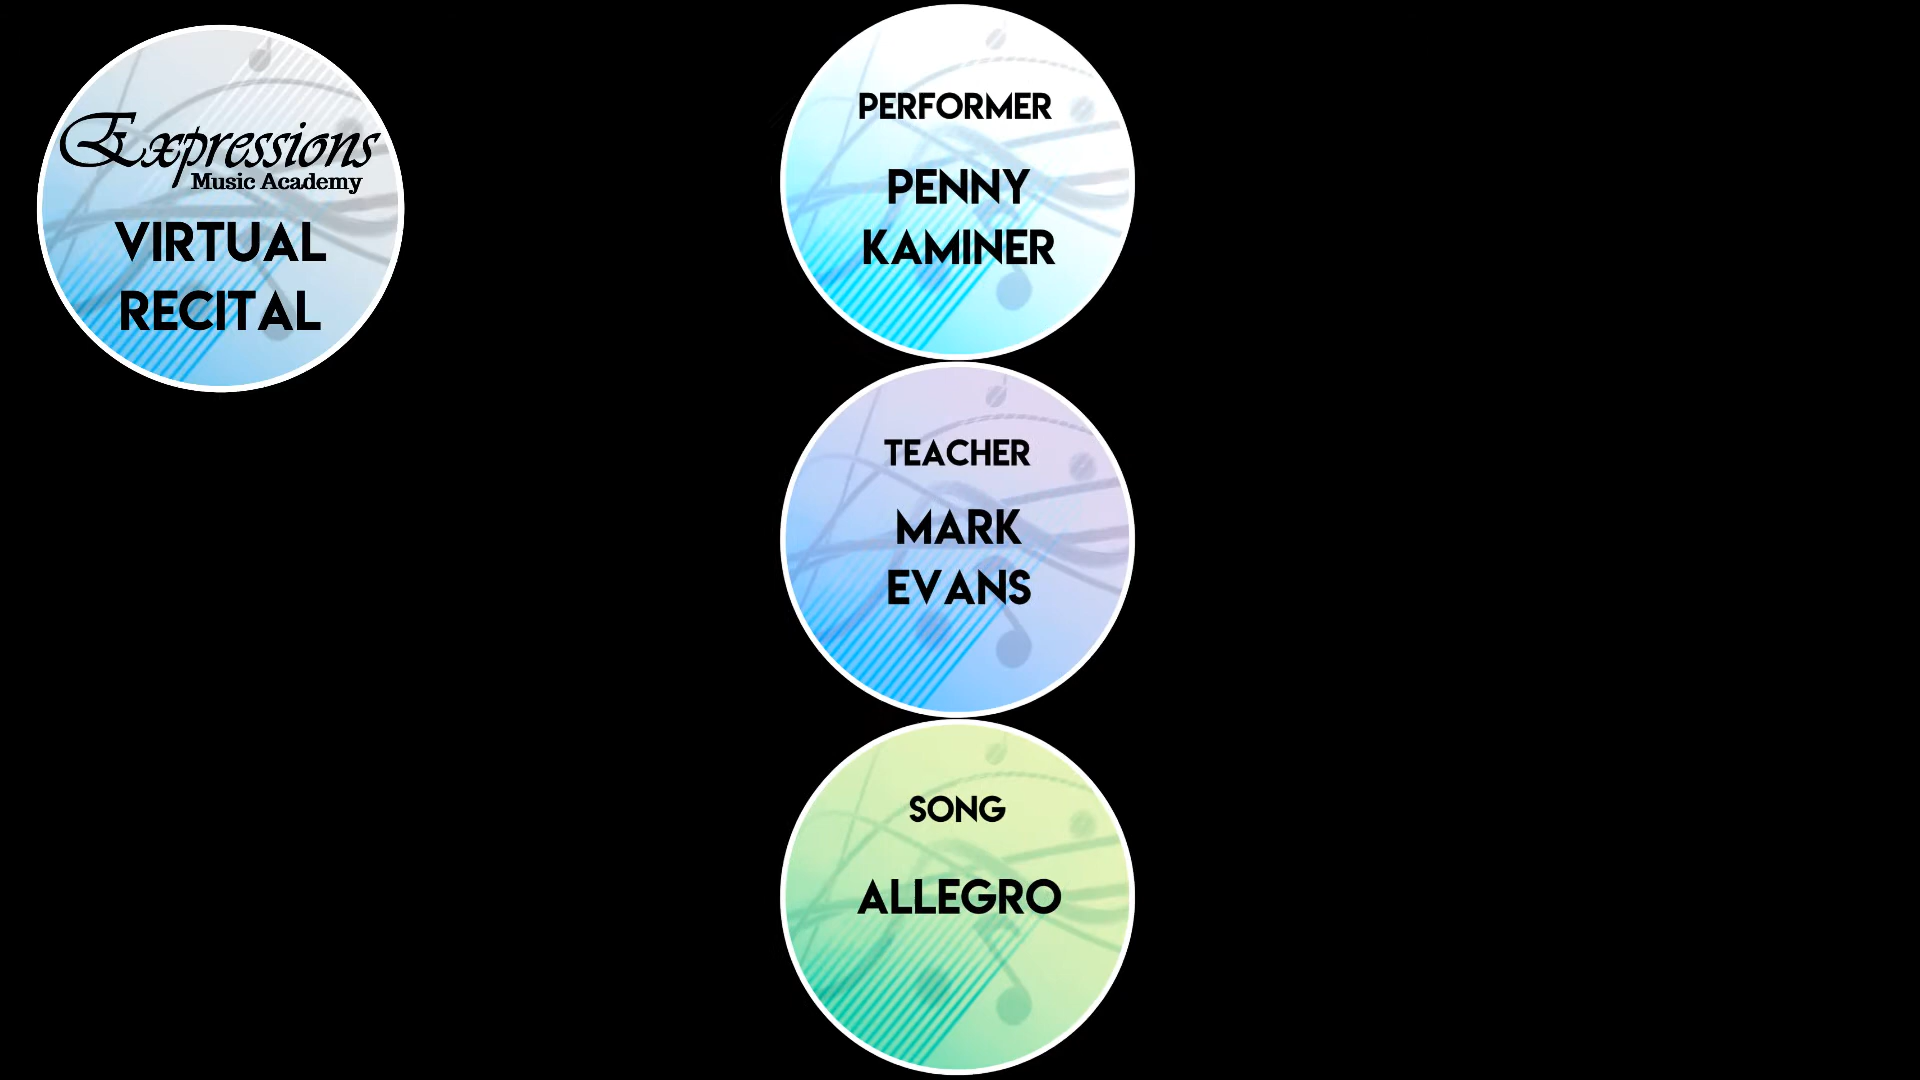 Expressions
Music Academy
VIRTUAL
RECITAL
PERFORMER
PENNY
KAMINER
TEACHER
MARK
EVANS
SONG
ALLEGRO